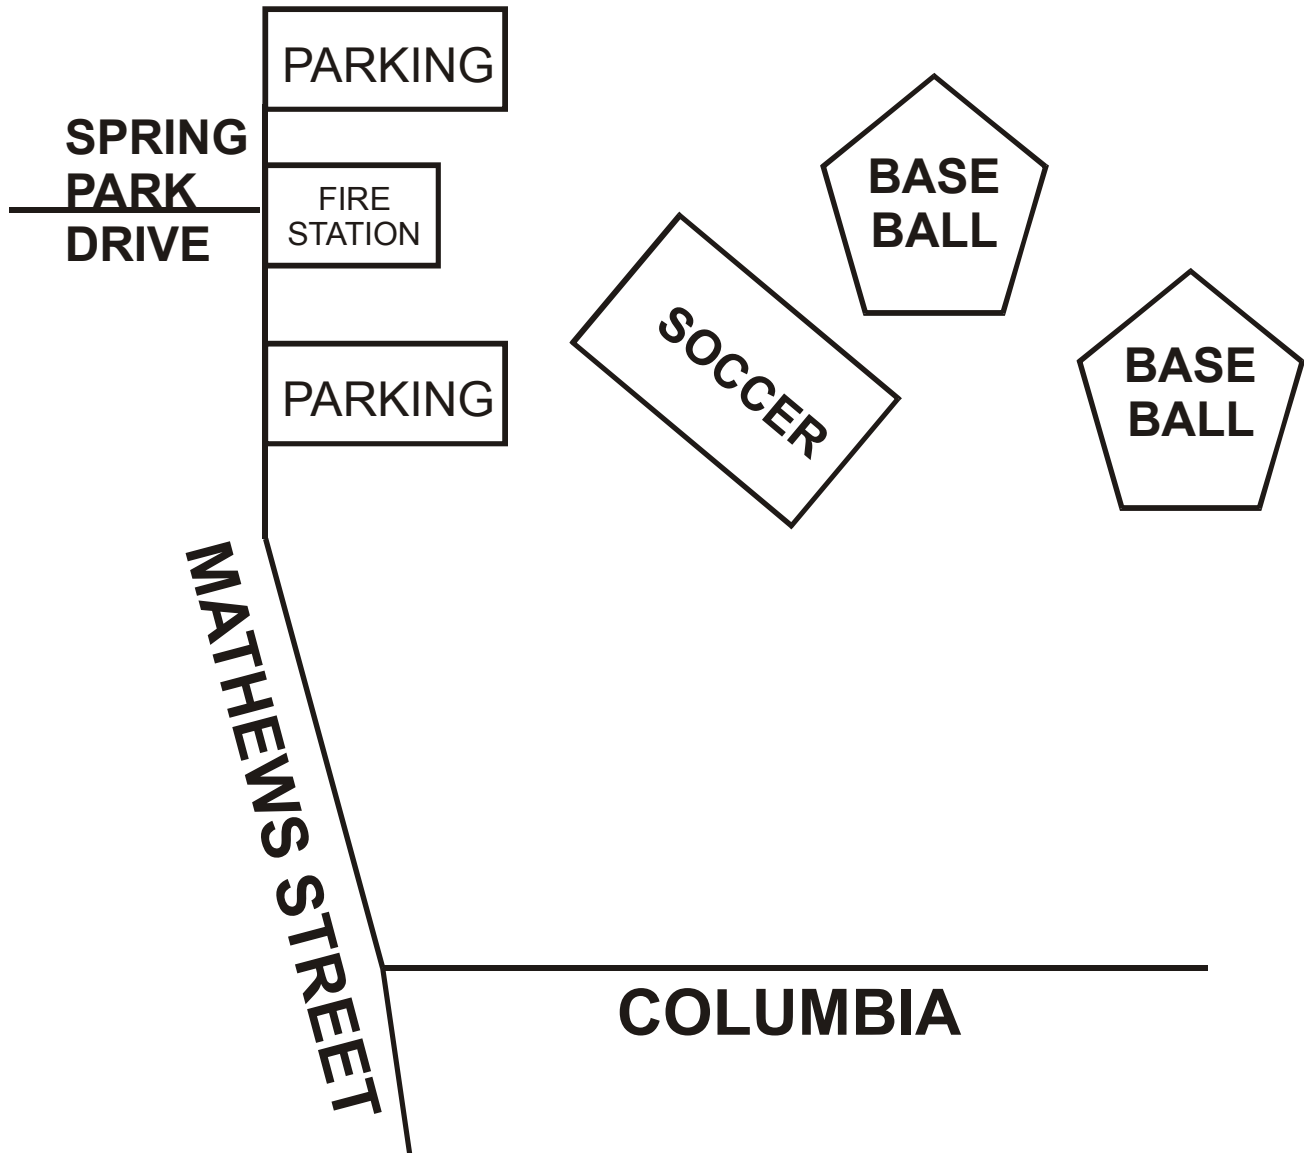 PARKING
SPRING
PARK
DRIVE
FIRE
STATION
BASE
BALL
SOCCER
BASE
BALL
PARKING
MATHEWS STREET
COLUMBIA